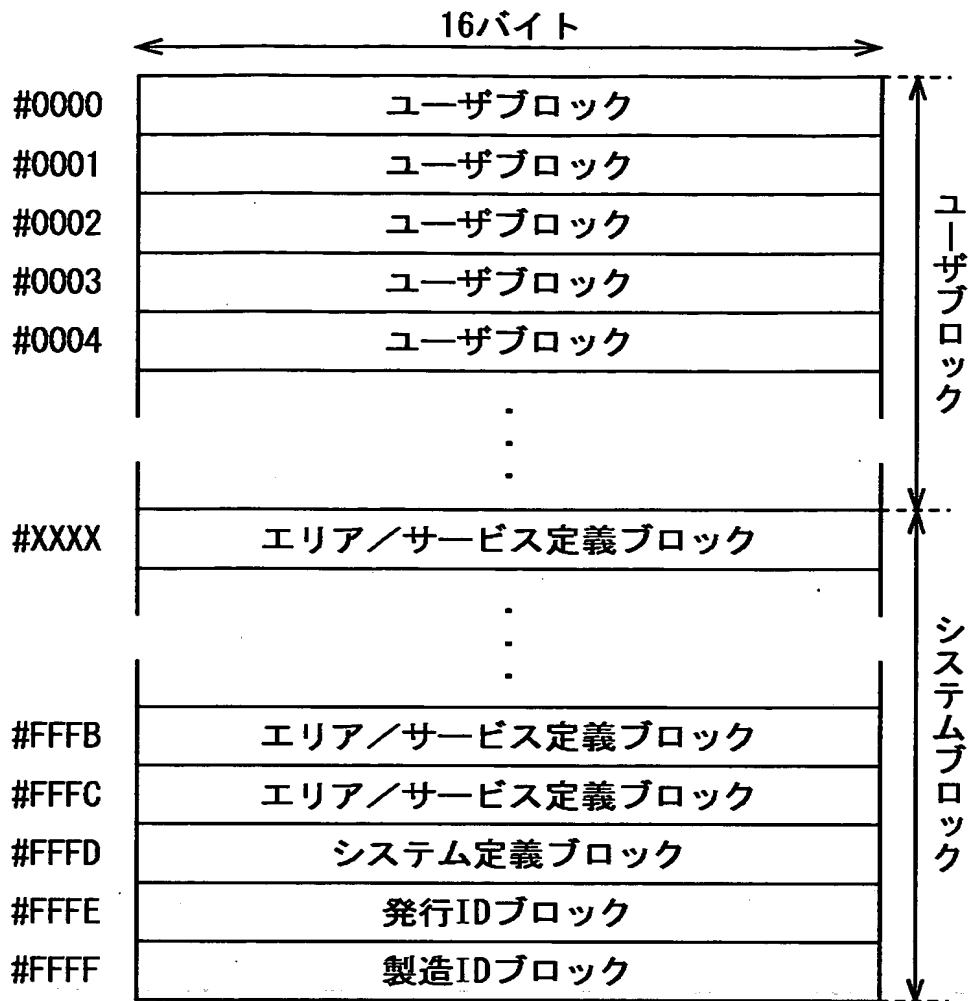 16バイト
#0000 ユーザブロック
#0001 ユーザブロック
#0002 ユーザブロック
#0003 ユーザブロック
#0004 ユーザブロック
ユーザブロック
#XXXX エリア／サービス定義ブロック
#FFFB エリア／サービス定義ブロック
#FFFC エリア／サービス定義ブロック
#FFFD システム定義ブロック
#FFFE 発行IDブロック
#FFFF 製造IDブロック
システムブロック